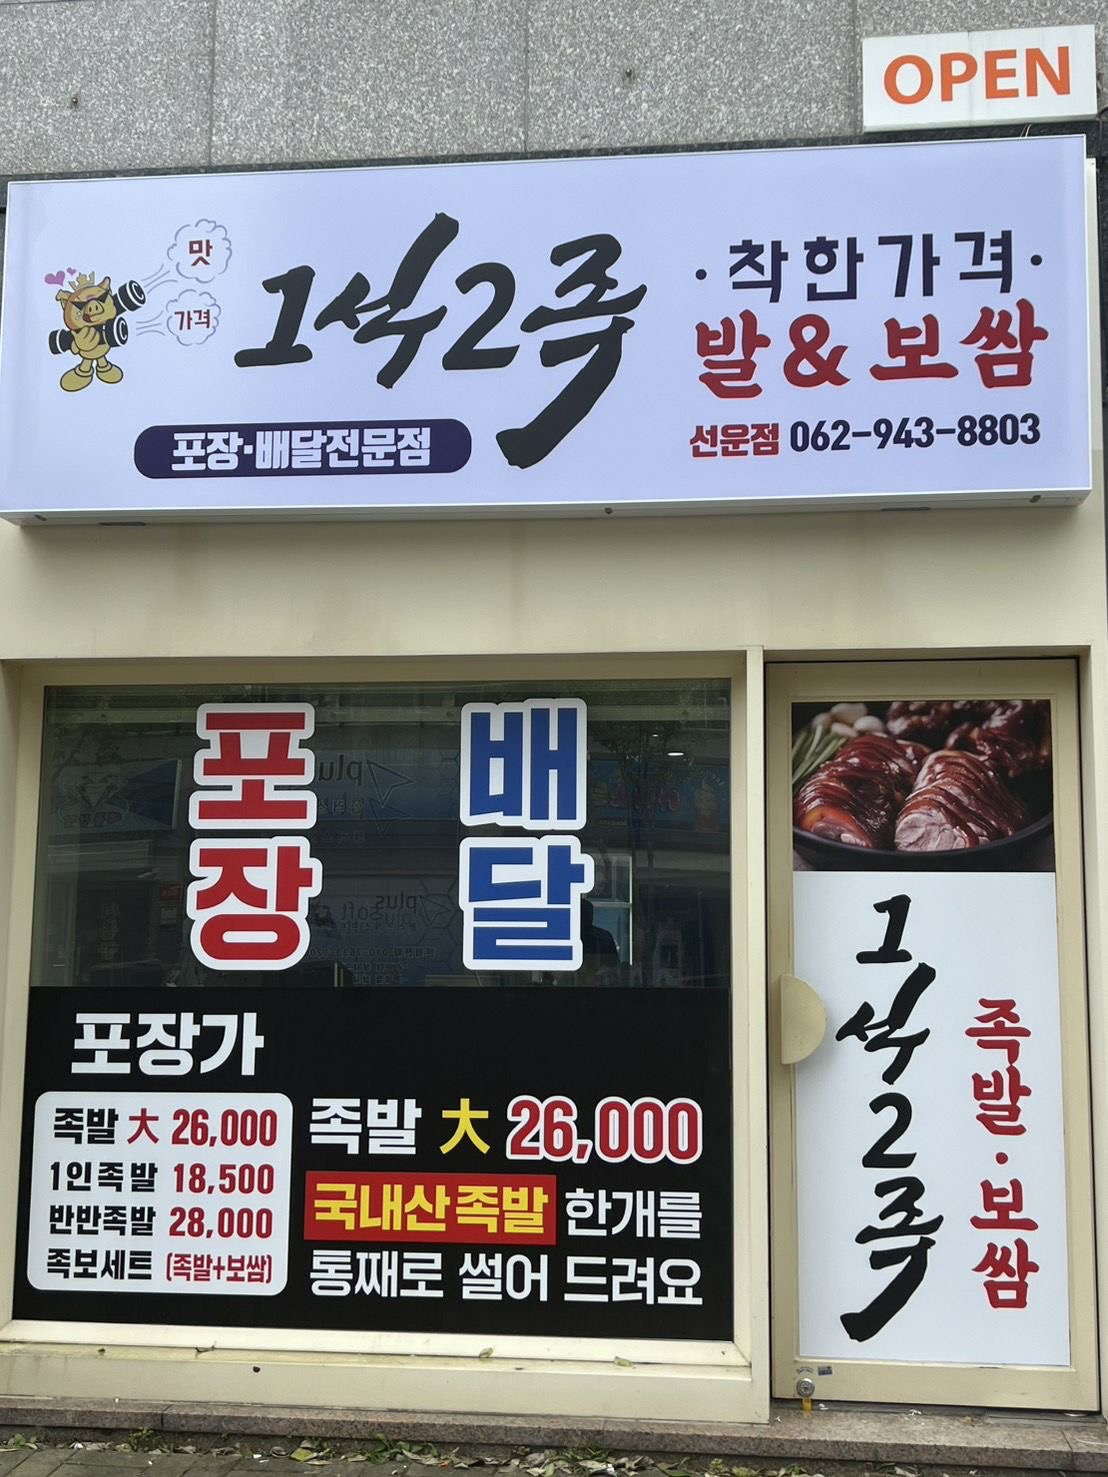 OPEN
맛
가격
1석2족
·착한가격·
발&보쌈
포장·배달전문점
선운점 062-943-8803
포장
배달
포장가
족발 大 26,000
1인족발 18,500
반반족발 28,000
족보세트 (족발+보쌈)
족발 大 26,000
국내산족발 한개를
통째로 썰어 드려요
1석2족
족발·보쌈